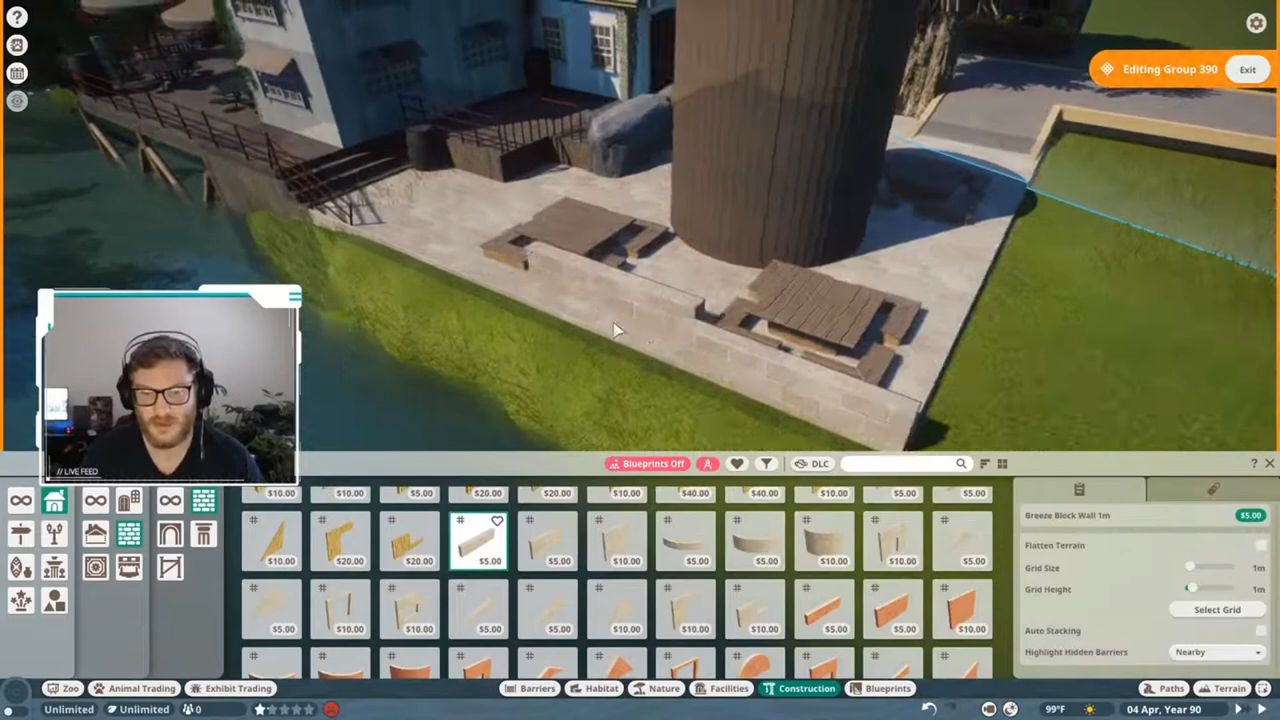 ?
Editing Group 390
Exit
// LIVE FEED
Blueprints Off
DLC
? ×
$10.00 $10.00 $5.00 $20.00 $20.00 $10.00 $40.00 $40.00 $10.00 $5.00 $5.00
$10.00 $20.00 $20.00 $5.00 $5.00 $10.00 $5.00 $5.00 $10.00 $10.00 $5.00
$5.00 $10.00 $10.00 $5.00 $5.00 $10.00 $10.00 $10.00 $5.00 $5.00 $10.00
Breeze Block Wall 1m
$5.00
Flatten Terrain
Grid Size 1m
Grid Height 1m
Select Grid
Auto Stacking
Highlight Hidden Barriers Nearby
Zoo Animal Trading Exhibit Trading Barriers Habitat Nature Facilities Construction Blueprints Paths Terrain
Unlimited Unlimited 0 99°F 04 Apr, Year 90